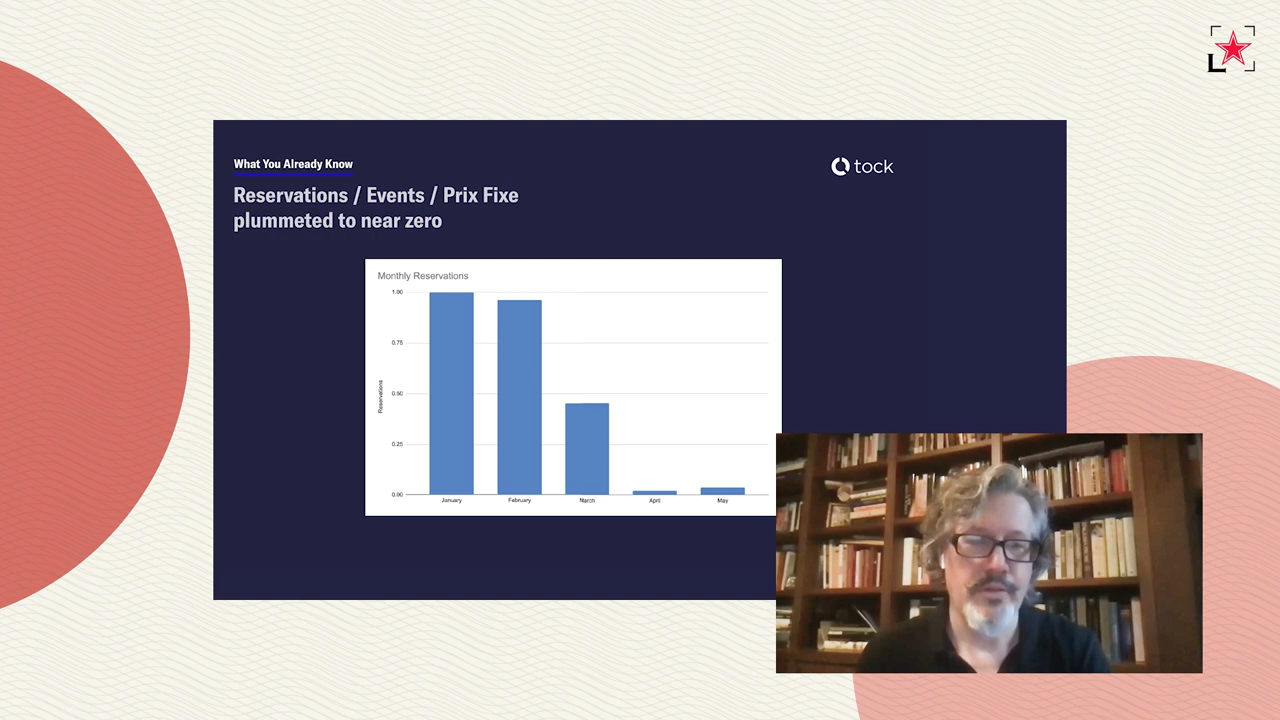 What You Already Know
tock
Reservations / Events / Prix Fixe
plummeted to near zero
Monthly Reservations
1.00
0.75
0.50
0.25
0.00
Reservations
January
February
March
April
May
L